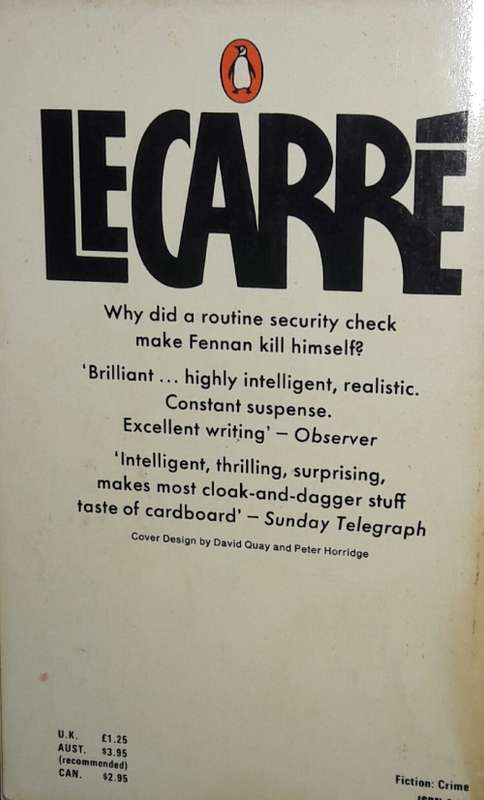 LECARRÉ
Why did a routine security check
make Fennan kill himself?
'Brilliant ... highly intelligent, realistic.
Constant suspense.
Excellent writing' – Observer
'Intelligent, thrilling, surprising,
makes most cloak-and-dagger stuff
taste of cardboard' – Sunday Telegraph
Cover Design by David Quay and Peter Horridge
U.K. £1.25
AUST. $3.95
(recommended)
CAN. $2.95
Fiction: Crime